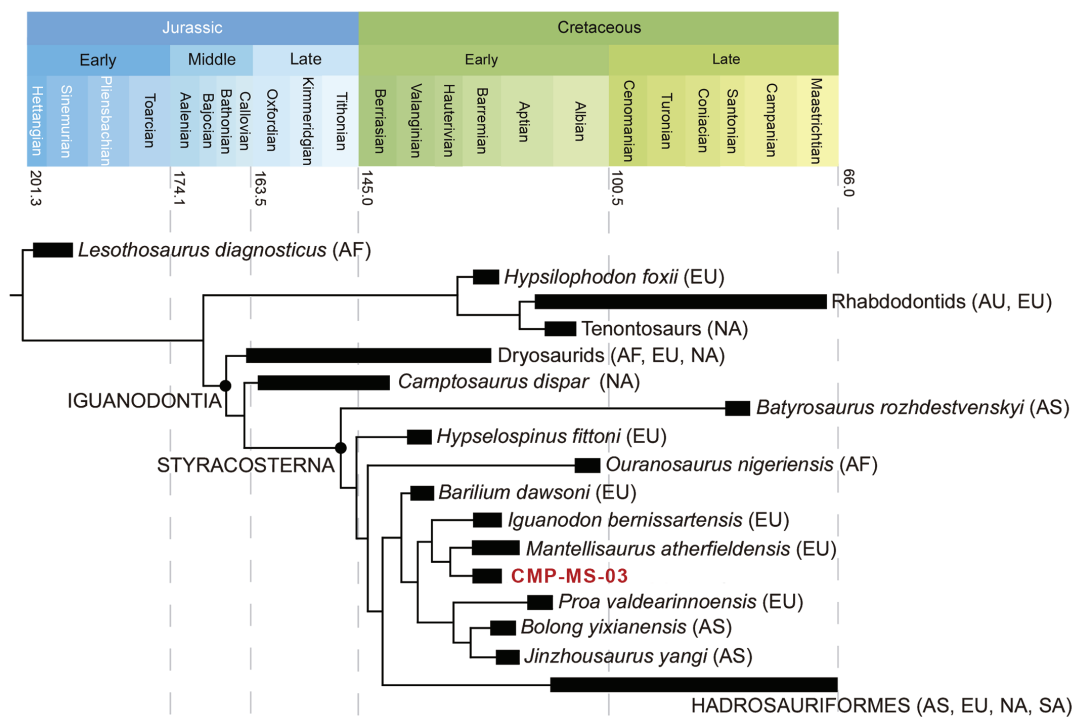 Jurassic Cretaceous
Early Middle Late Early Late
Hettangian Sinemurian Pliensbachian Toarcian Aalenian Bajocian Bathonian Callovian Oxfordian Kimmeridgian Tithonian Berriasian Valanginian Hauterivian Barremian Aptian Albian Cenomanian Turonian Coniacian Santonian Campanian Maastrichtian
201.3 174.1 163.5 145.0 100.5 66.0
Lesothosaurus diagnosticus (AF)
Hypsilophodon foxii (EU)
Rhabdodontids (AU, EU)
Tenontosaurs (NA)
Dryosaurids (AF, EU, NA)
Camptosaurus dispar (NA)
IGUANODONTIA
Batyrosaurus rozhdestvenskyi (AS)
Hypselospinus fittoni (EU)
STYRACOSTERNA
Ouranosaurus nigeriensis (AF)
Barilium dawsoni (EU)
Iguanodon bernissartensis (EU)
Mantellisaurus atherfieldensis (EU)
CMP-MS-03
Proa valdearinnoensis (EU)
Bolong yixianensis (AS)
Jinzhousaurus yangi (AS)
HADROSAURIFORMES (AS, EU, NA, SA)